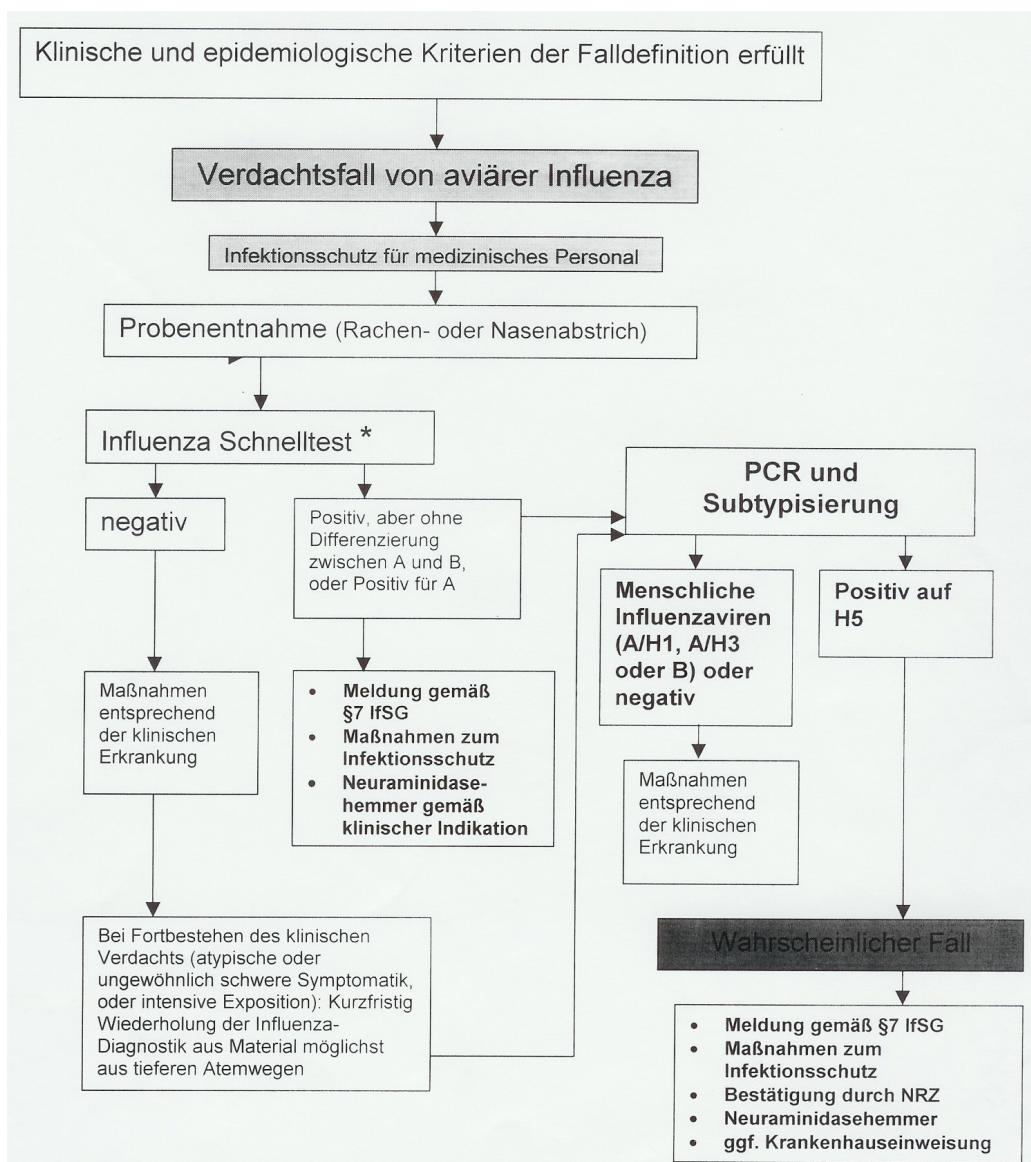 Klinische und epidemiologische Kriterien der Falldefinition erfüllt
Verdachtsfall von aviärer Influenza
Infektionsschutz für medizinisches Personal
Probenentnahme (Rachen- oder Nasenabstrich)
Influenza Schnelltest *
negativ
Positiv, aber ohne
Differenzierung
zwischen A und B,
oder Positiv für A
PCR und
Subtypisierung
Menschliche
Influenzaviren
(A/H1, A/H3
oder B) oder
negativ
Positiv auf
H5
Maßnahmen
entsprechend
der klinischen
Erkrankung
• Meldung gemäß
§7 IfSG
• Maßnahmen zum
Infektionsschutz
• Neuraminidase-
hemmer gemäß
klinischer Indikation
Maßnahmen
entsprechend
der klinischen
Erkrankung
Bei Fortbestehen des klinischen
Verdachts (atypische oder
ungewöhnlich schwere Symptomatik,
oder intensive Exposition): Kurzfristig
Wiederholung der Influenza-
Diagnostik aus Material möglichst
aus tieferen Atemwegen
Wahrscheinlicher Fall
• Meldung gemäß §7 IfSG
• Maßnahmen zum
Infektionsschutz
• Bestätigung durch NRZ
• Neuraminidasehemmer
• ggf. Krankenhauseinweisung